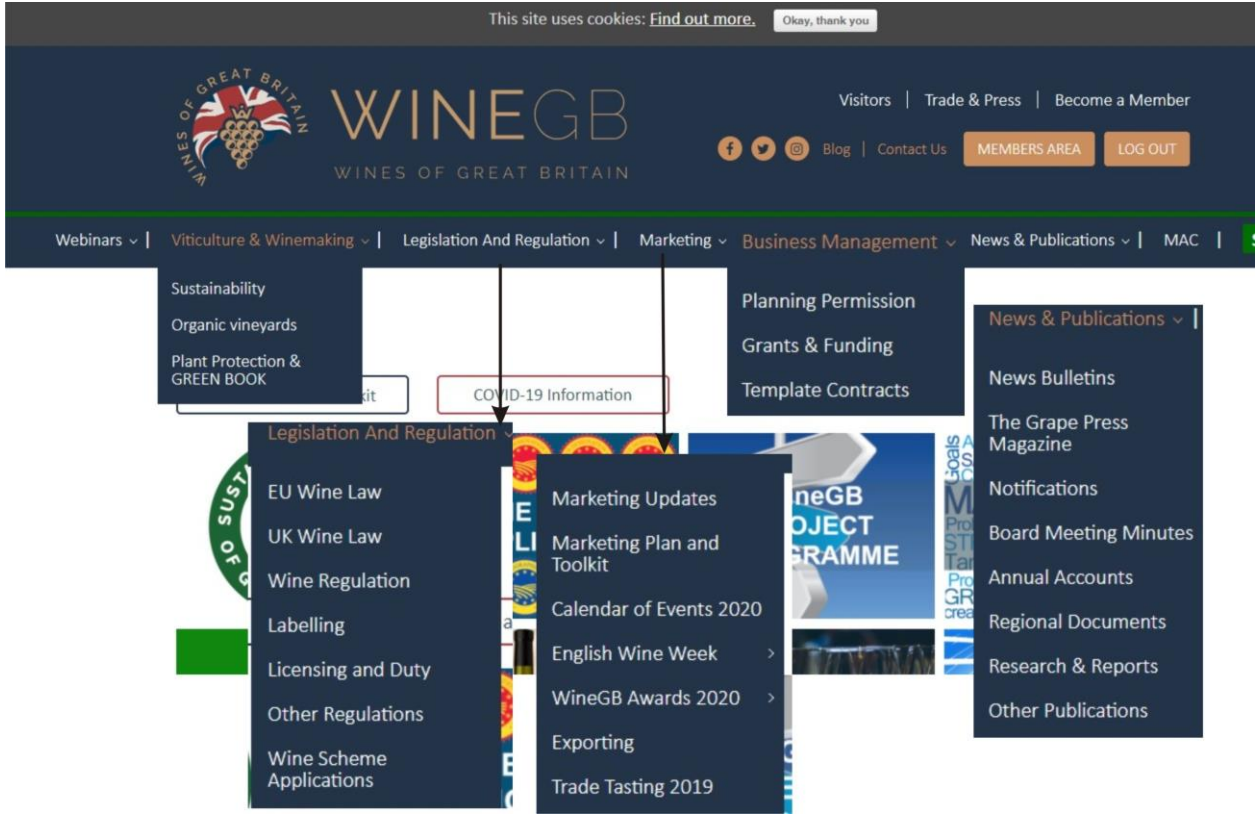 This site uses cookies: Find out more. Okay, thank you
WINES OF GREAT BRITAIN
WINEGB
WINES OF GREAT BRITAIN
Visitors | Trade & Press | Become a Member
Blog | Contact Us MEMBERS AREA LOG OUT
Webinars | Viticulture & Winemaking | Legislation And Regulation | Marketing Business Management News & Publications | MAC |
Sustainability
Organic vineyards
Plant Protection &
GREEN BOOK
Planning Permission
Grants & Funding
Template Contracts
News & Publications |
News Bulletins
The Grape Press
Magazine
Notifications
Board Meeting Minutes
Annual Accounts
Regional Documents
Research & Reports
Other Publications
COVID-19 Information
Legislation And Regulation
EU Wine Law
UK Wine Law
Wine Regulation
Labelling
Licensing and Duty
Other Regulations
Wine Scheme
Applications
Marketing Updates
Marketing Plan and
Toolkit
Calendar of Events 2020
English Wine Week >
WineGB Awards 2020 >
Exporting
Trade Tasting 2019
Goals